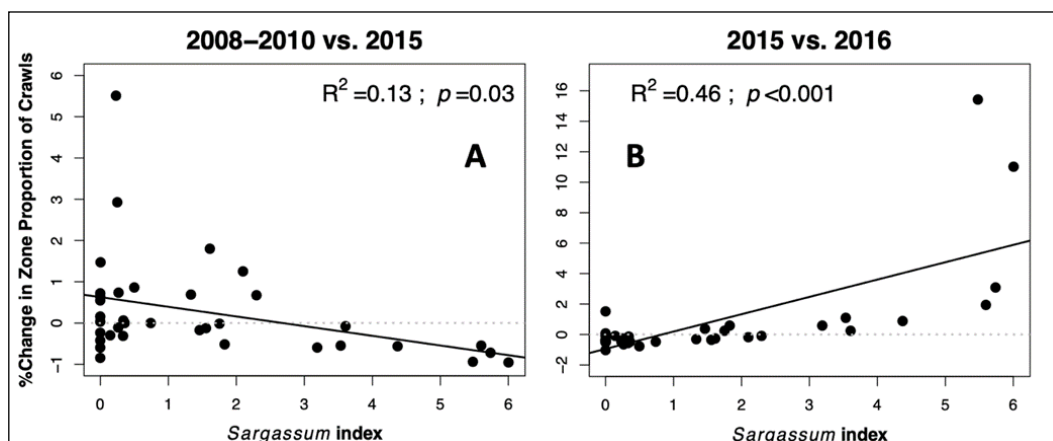 2008–2010 vs. 2015
R2 =0.13 ; p =0.03
A
%Change in Zone Proportion of Crawls
6
5
4
3
2
1
0
−1
0 1 2 3 4 5 6
Sargassum index
2015 vs. 2016
R2 =0.46 ; p <0.001
B
16
14
12
10
8
6
4
2
0
−2
0 1 2 3 4 5 6
Sargassum index